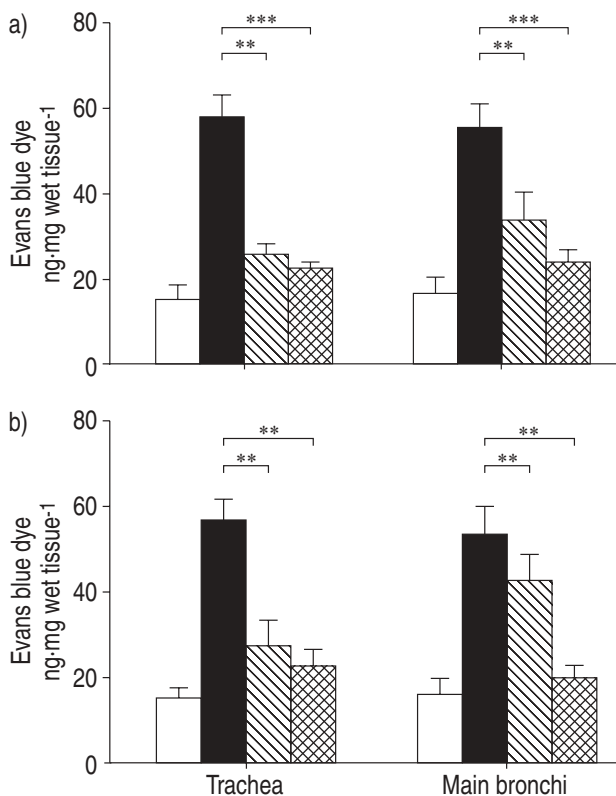 a)
80
60
40
20
0
Evans blue dye
ng·mg wet tissue-1
***
**
***
**
b)
80
60
40
20
0
Evans blue dye
ng·mg wet tissue-1
**
**
**
**
Trachea
Main bronchi